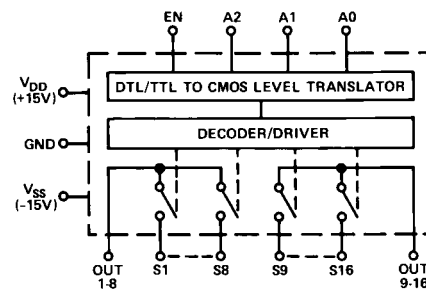 EN A2 A1 A0
VDD
(+15V)
DTL/TTL TO CMOS LEVEL TRANSLATOR
DECODER/DRIVER
GND
VSS
(-15V)
OUT
1-8
S1 S8 S9 S16
OUT
9-16